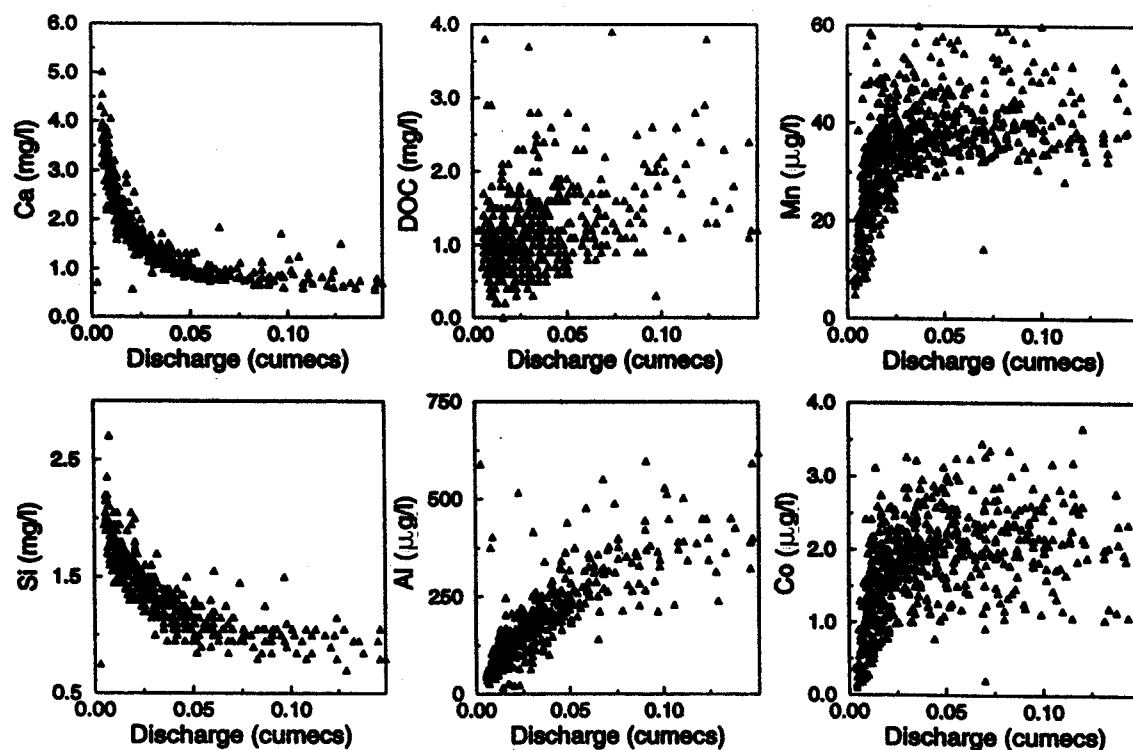 6.0
5.0
4.0
3.0
2.0
1.0
0.0
Ca (mg/l)
0.00 0.05 0.10
Discharge (cumecs)
4.0
3.0
2.0
1.0
0.0
DOC (mg/l)
0.00 0.05 0.10
Discharge (cumecs)
60
40
20
0
Mn (μ.g/l)
0.00 0.05 0.10
Discharge (cumecs)
2.5
1.5
0.5
Si (mg/l)
0.00 0.05 0.10
Discharge (cumecs)
750
500
250
0
Al (μ.g/l)
0.00 0.05 0.10
Discharge (cumecs)
4.0
3.0
2.0
1.0
0.0
Co (μ.g/l)
0.00 0.05 0.10
Discharge (cumecs)